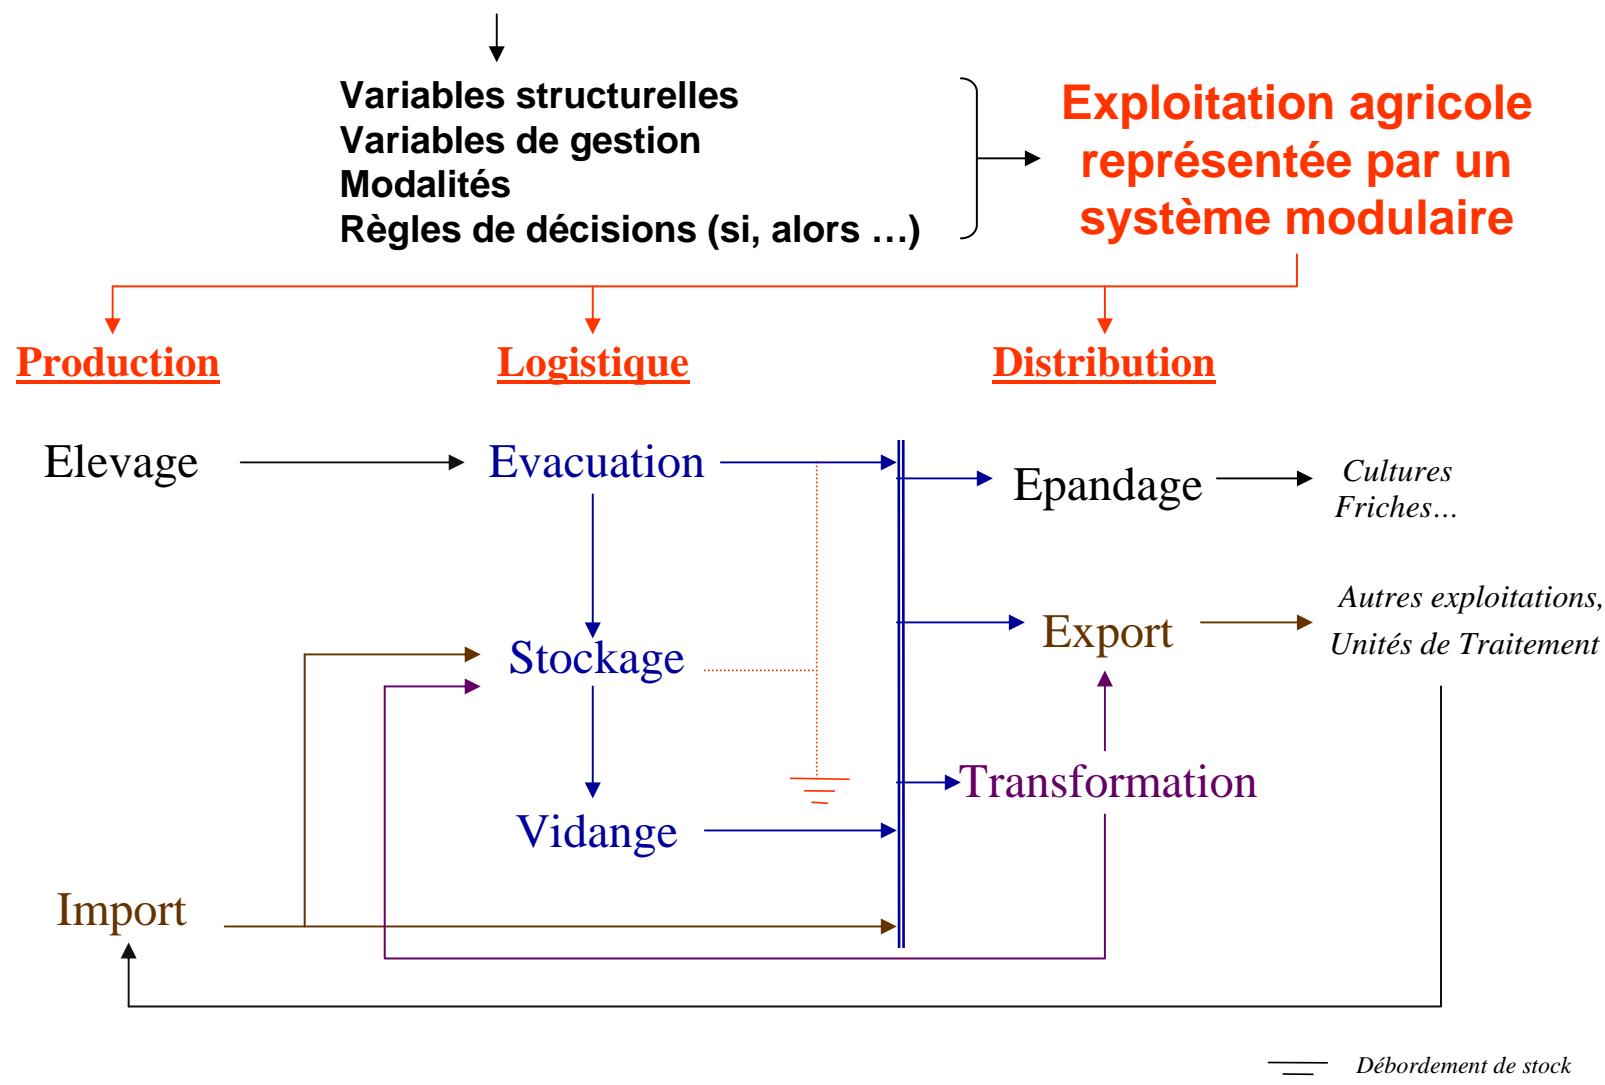 Variables structurelles
Variables de gestion
Modalités
Règles de décisions (si, alors …)
Exploitation agricole
représentée par un
système modulaire
Production
Logistique
Distribution
Elevage
Evacuation
Epandage
Cultures
Friches…
Stockage
Export
Autres exploitations,
Unités de Traitement
Vidange
Transformation
Import
Débordement de stock